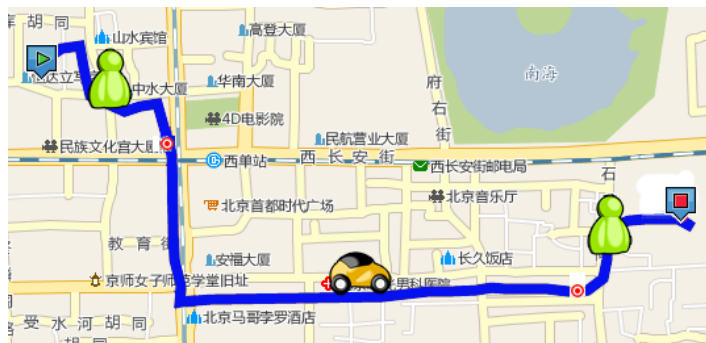 胡同
山水宾馆
高登大厦
南海
华南大厦
中水大厦
府右街
4D电影院
民族文化宫大
民航营业大厦
西单站
西长安街
西长安街邮电局
石
北京音乐厅
北京首都时代广场
教育街
安福大厦
长久饭店
京师女子师范学堂旧址
男科医院
受水河胡同
北京马哥孛罗酒店
胡同